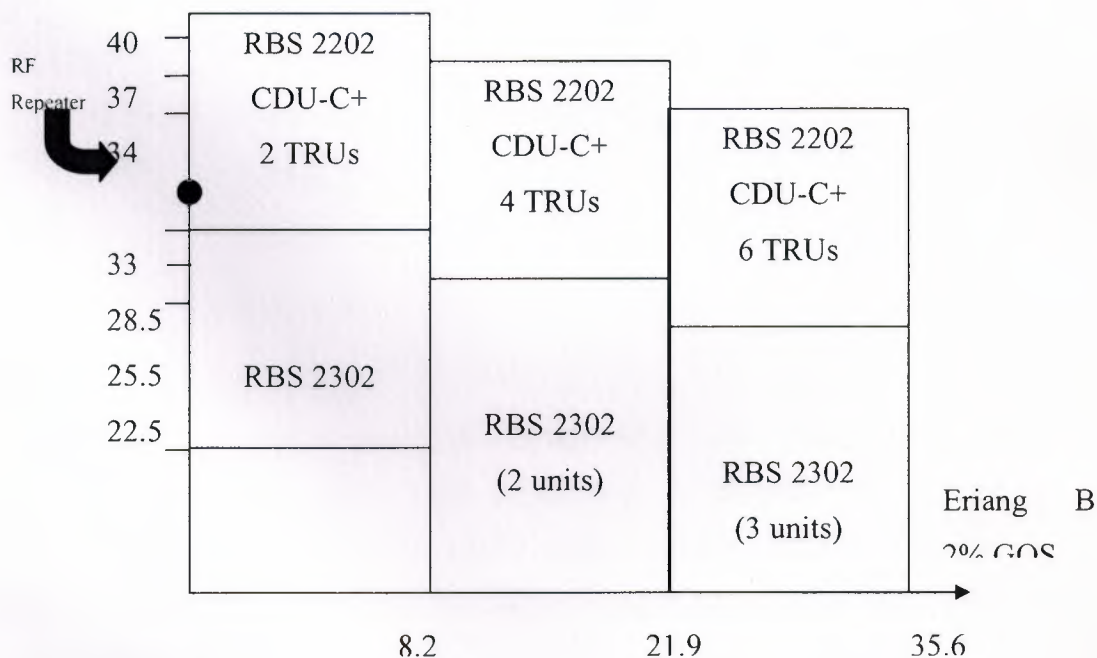 40
37
34
33
28.5
25.5
22.5
RF
Repeater
RBS 2202
CDU-C+
2 TRUs
RBS 2302
RBS 2202
CDU-C+
4 TRUs
RBS 2302
(2 units)
RBS 2202
CDU-C+
6 TRUs
RBS 2302
(3 units)
Eriang B
2% GOS
8.2
21.9
35.6